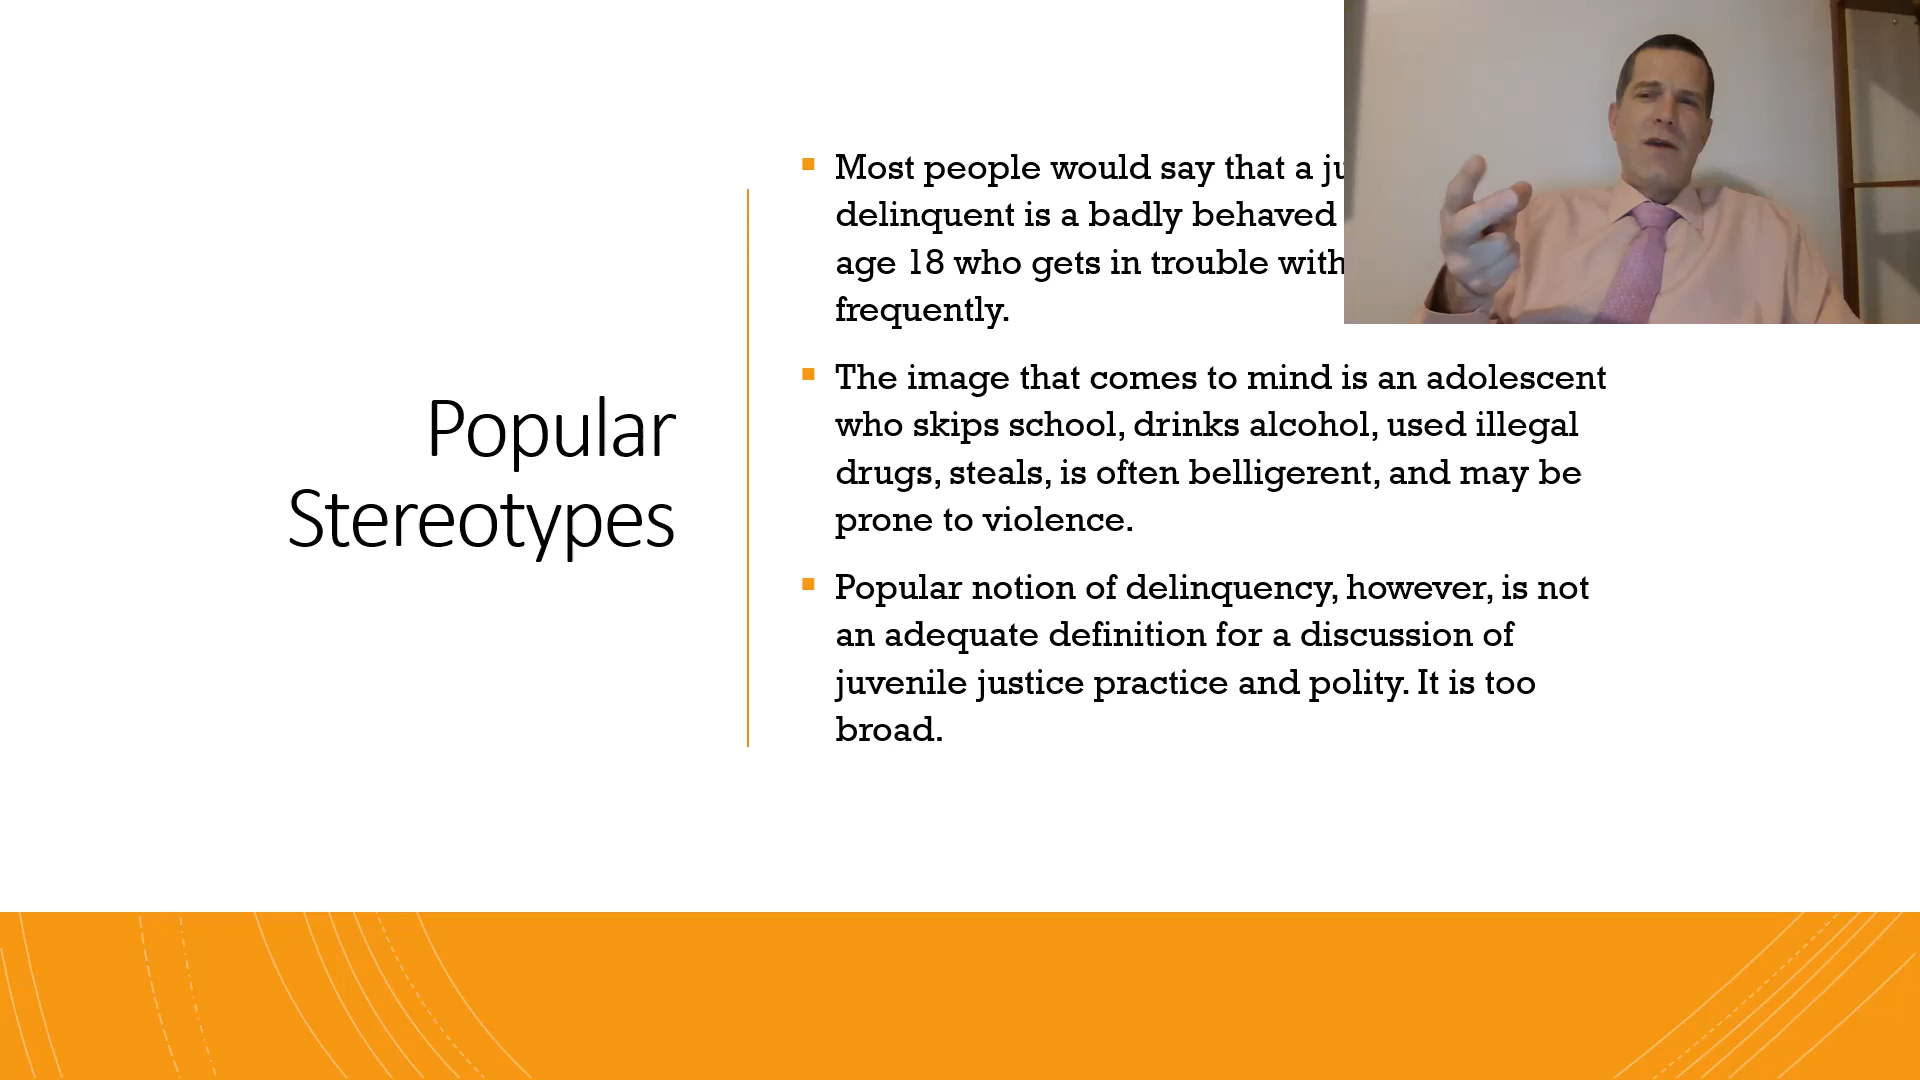 Popular
Stereotypes
Most people would say that a
delinquent is a badly behaved
age 18 who gets in trouble with
frequently.
The image that comes to mind is an adolescent
who skips school, drinks alcohol, used illegal
drugs, steals, is often belligerent, and may be
prone to violence.
Popular notion of delinquency, however, is not
an adequate definition for a discussion of
juvenile justice practice and polity. It is too
broad.